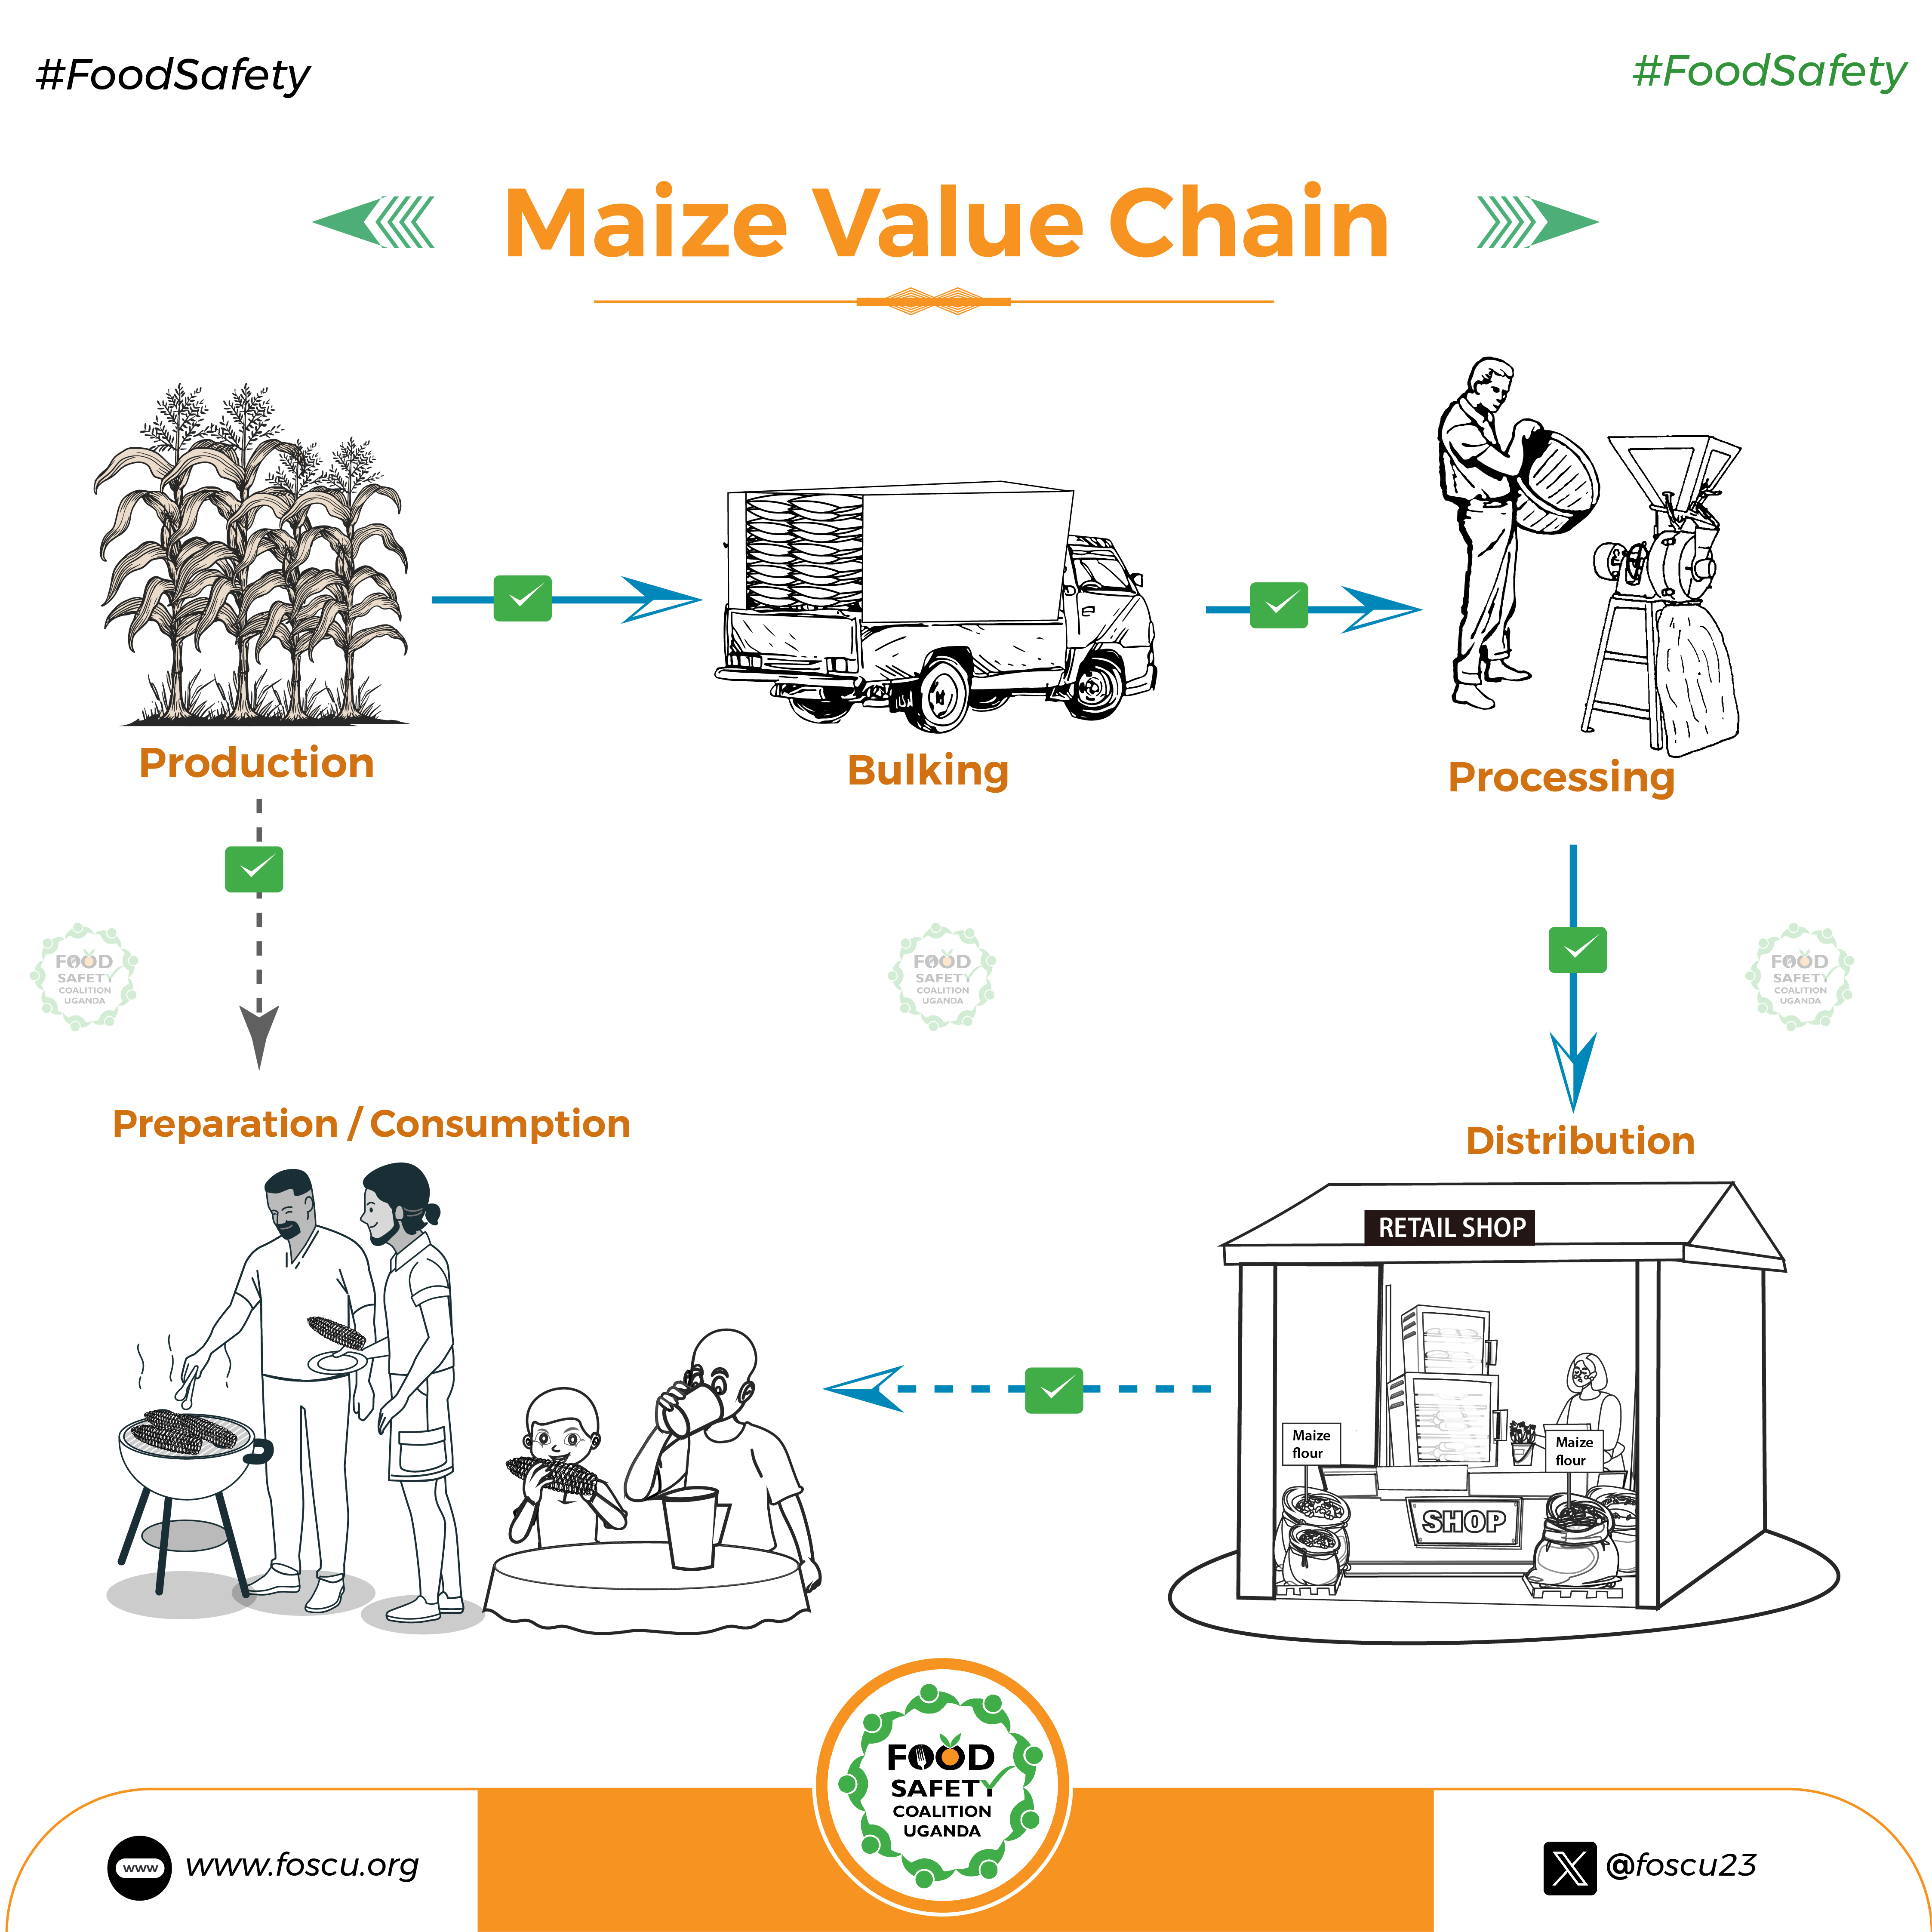 #FoodSafety
#FoodSafety
Maize Value Chain
Production
Bulking
Processing
FOOD
SAFETY
COALITION
UGANDA
FOOD
SAFETY
COALITION
UGANDA
FOOD
SAFETY
COALITION
UGANDA
Preparation / Consumption
Distribution
RETAIL SHOP
Maize
flour
Maize
flour
SHOP
FOOD
SAFETY
COALITION
UGANDA
www
www.foscu.org
X
@foscu23